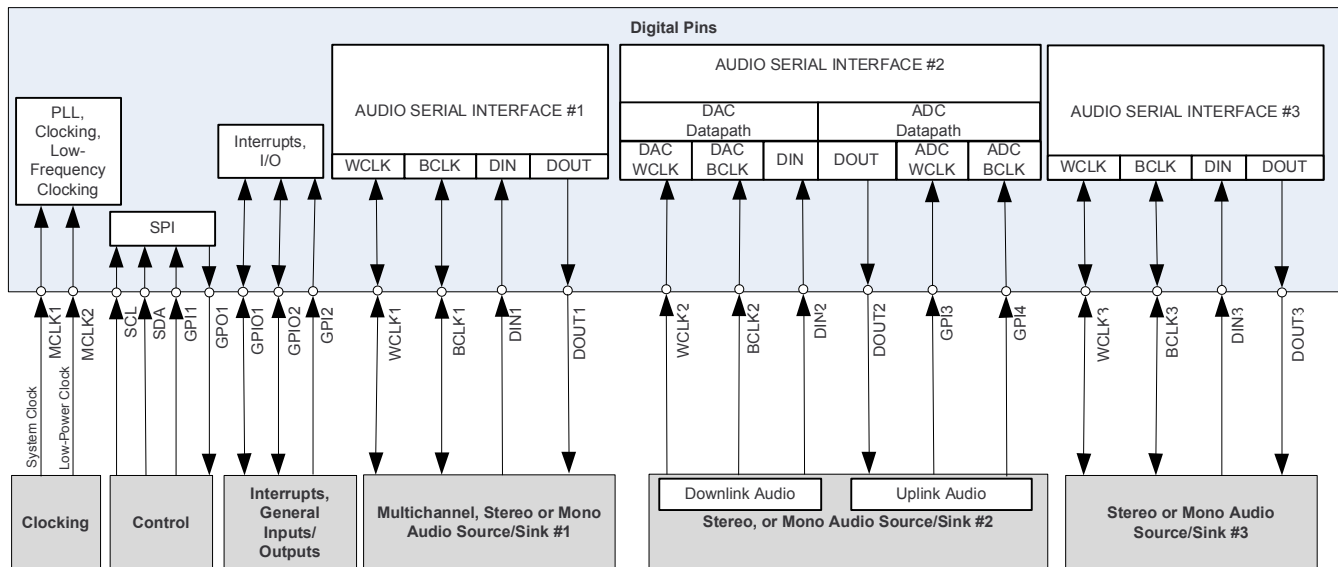 Digital Pins
PLL,
Clocking,
Low-
Frequency
Clocking
SPI
Interrupts,
I/O
AUDIO SERIAL INTERFACE #1
WCLK
BCLK
DIN
DOUT
AUDIO SERIAL INTERFACE #2
DAC
Datapath
ADC
Datapath
DAC
WCLK
DAC
BCLK
DIN
DOUT
ADC
WCLK
ADC
BCLK
AUDIO SERIAL INTERFACE #3
WCLK
BCLK
DIN
DOUT
MCLK1
MCLK2
SCL
SDA
GPI1
GPO1
GPIO1
GPIO2
GPI2
WCLK1
BCLK1
DIN1
DOUT1
WCLK2
BCLK2
DIN2
DOUT2
GPI3
GPI4
WCLK3
BCLK3
DIN3
DOUT3
System Clock
Low-Power Clock
Clocking
Control
Interrupts,
General
Inputs/
Outputs
Multichannel, Stereo or Mono
Audio Source/Sink #1
Downlink Audio
Uplink Audio
Stereo, or Mono Audio Source/Sink #2
Stereo or Mono Audio
Source/Sink #3